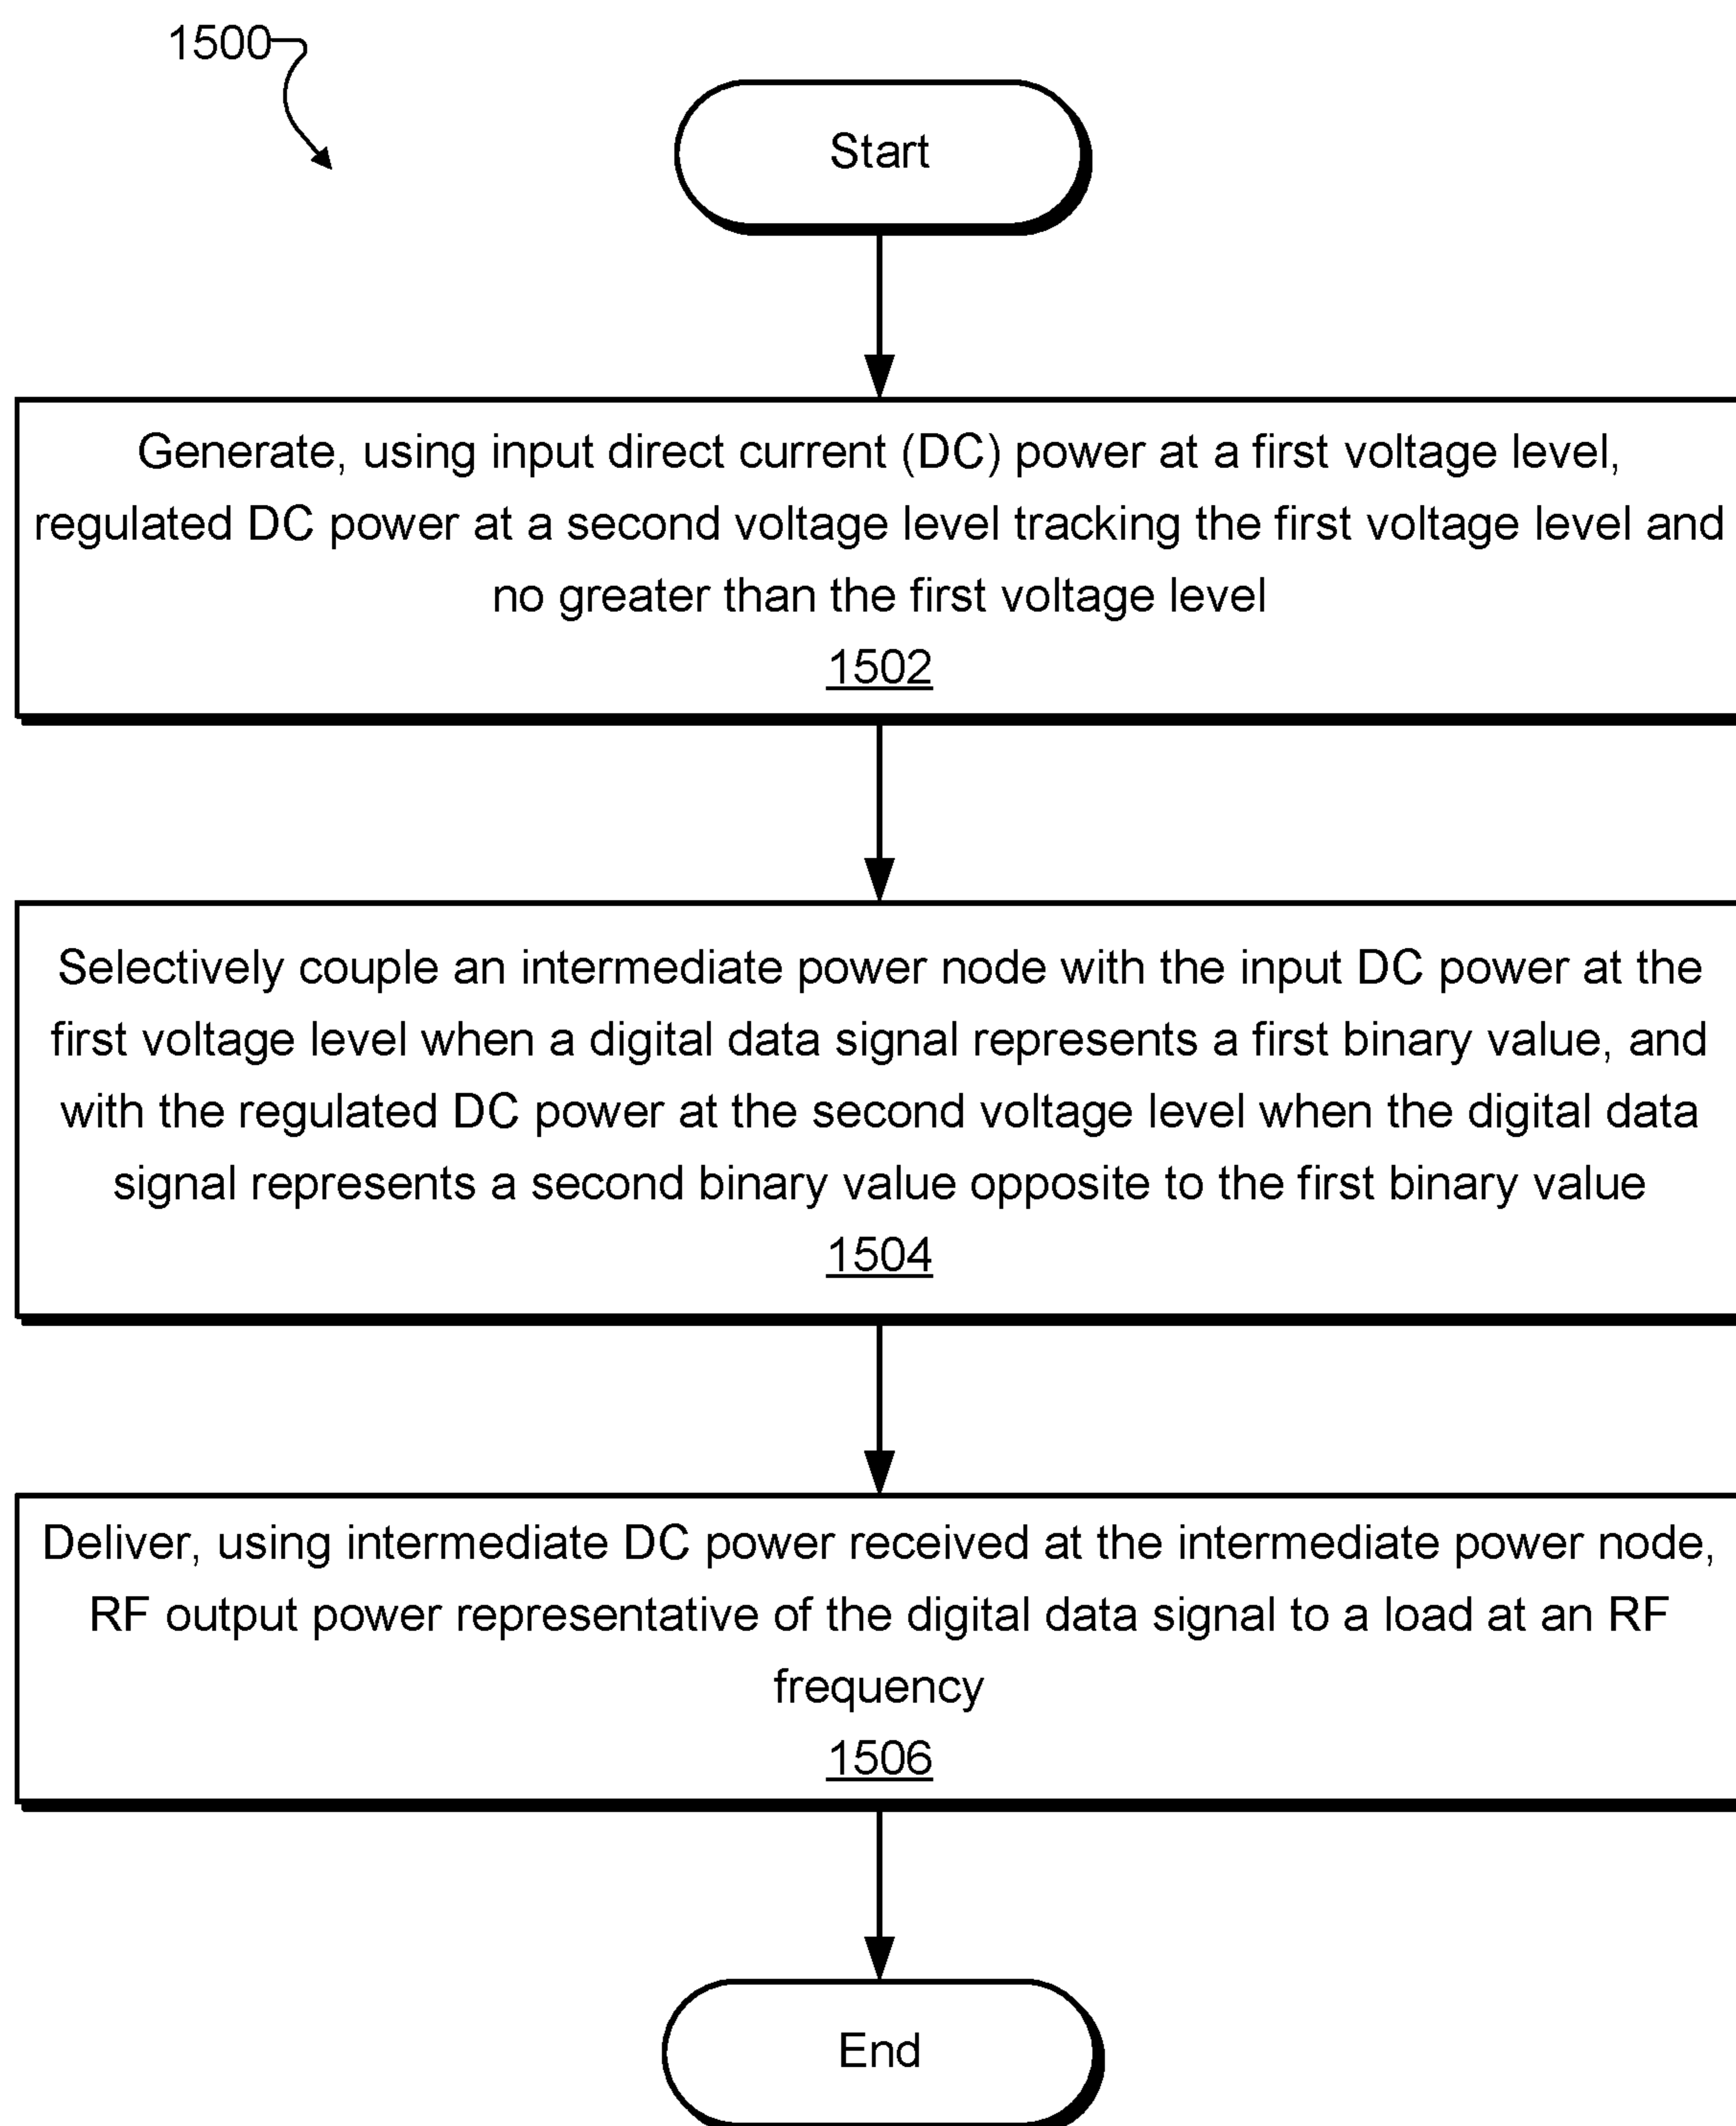 1500
Start
Generate, using input direct current (DC) power at a first voltage level,
regulated DC power at a second voltage level tracking the first voltage level and
no greater than the first voltage level
1502
Selectively couple an intermediate power node with the input DC power at the
first voltage level when a digital data signal represents a first binary value, and
with the regulated DC power at the second voltage level when the digital data
signal represents a second binary value opposite to the first binary value
1504
Deliver, using intermediate DC power received at the intermediate power node,
RF output power representative of the digital data signal to a load at an RF
frequency
1506
End